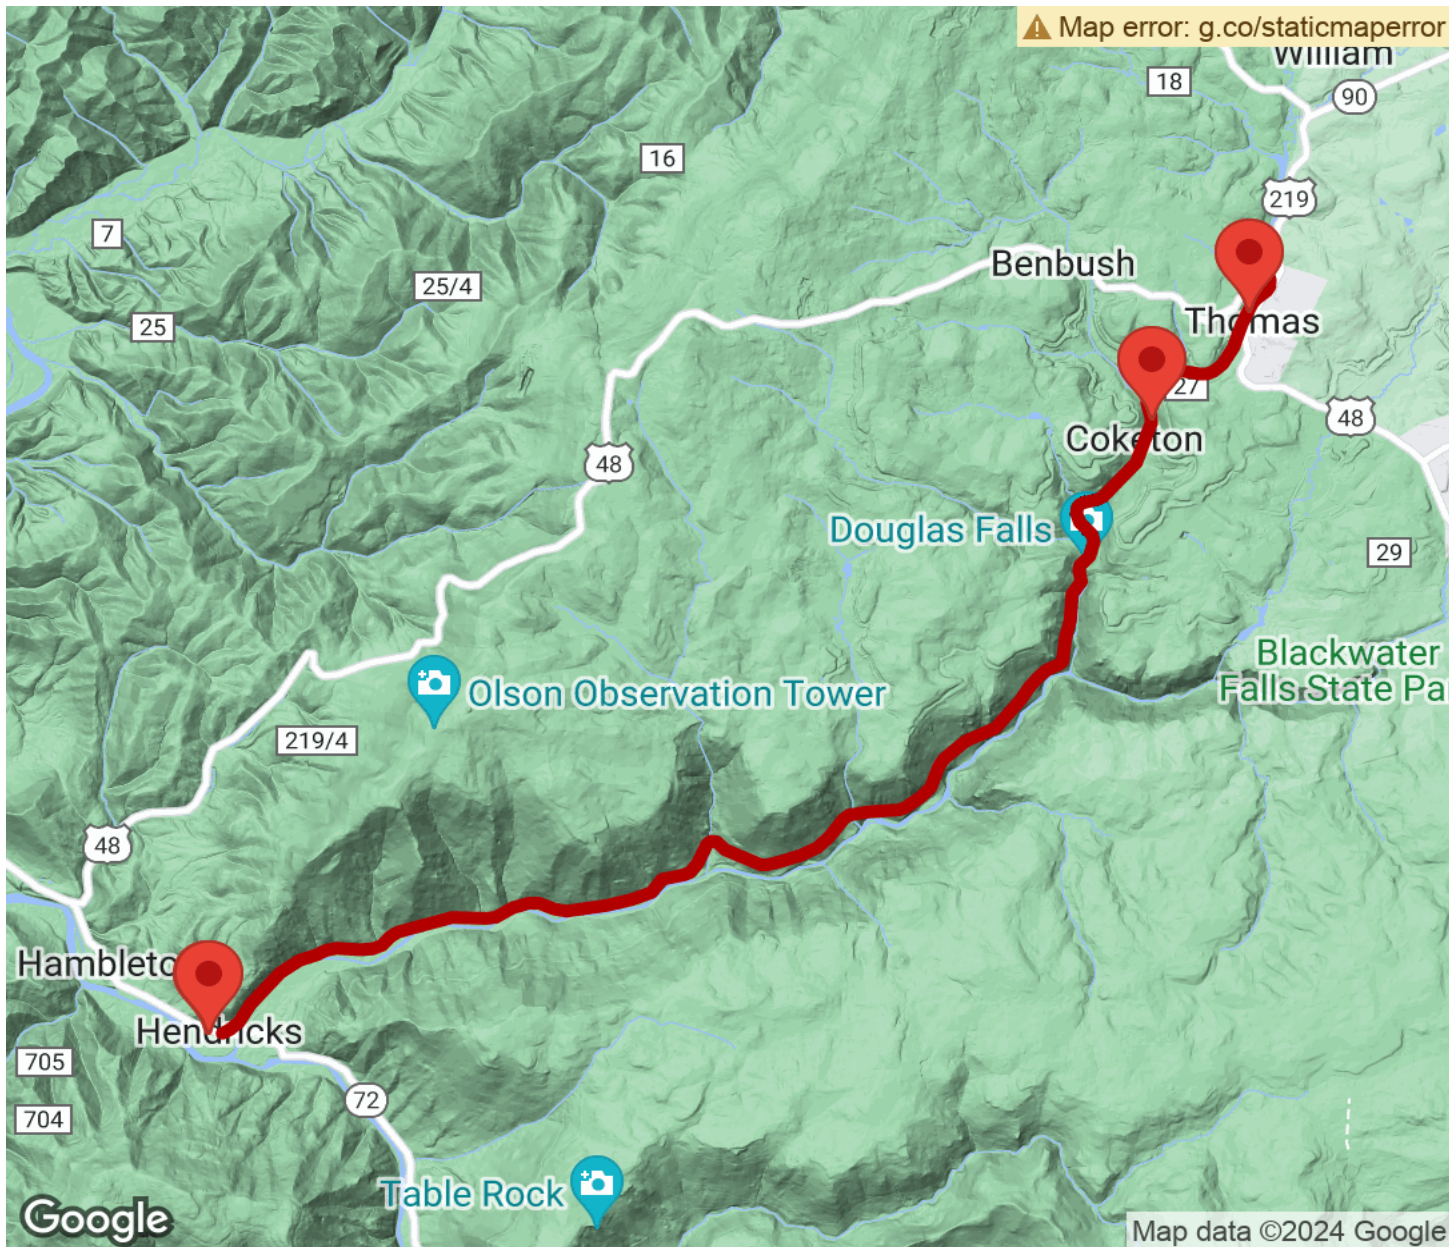 Map error: g.co/staticmaperror
William
18
90
16
219
7
Benbush
25/4
25
Thomas
27
48
Coketon
48
Douglas Falls
29
Blackwater
Falls State Pa
Olson Observation Tower
219/4
48
Hambleto
Hendricks
705
72
704
Table Rock
Google
Map data ©2024 Google